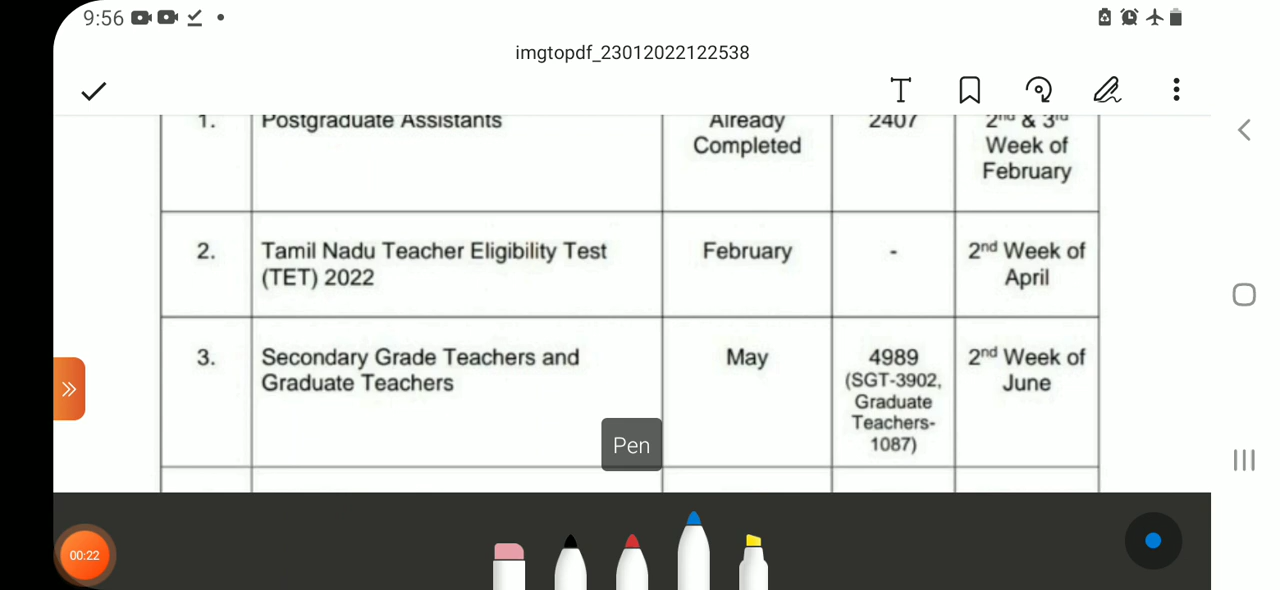 9:56
imgtopdf_23012022122538
T
1.
Postgraduate Assistants
Already
Completed
2407
2nd & 3rd
Week of
February
2.
Tamil Nadu Teacher Eligibility Test
(TET) 2022
February
-
2nd Week of
April
3.
Secondary Grade Teachers and
Graduate Teachers
May
4989
(SGT-3902,
Graduate
Teachers-
1087)
2nd Week of
June
Pen
00:22